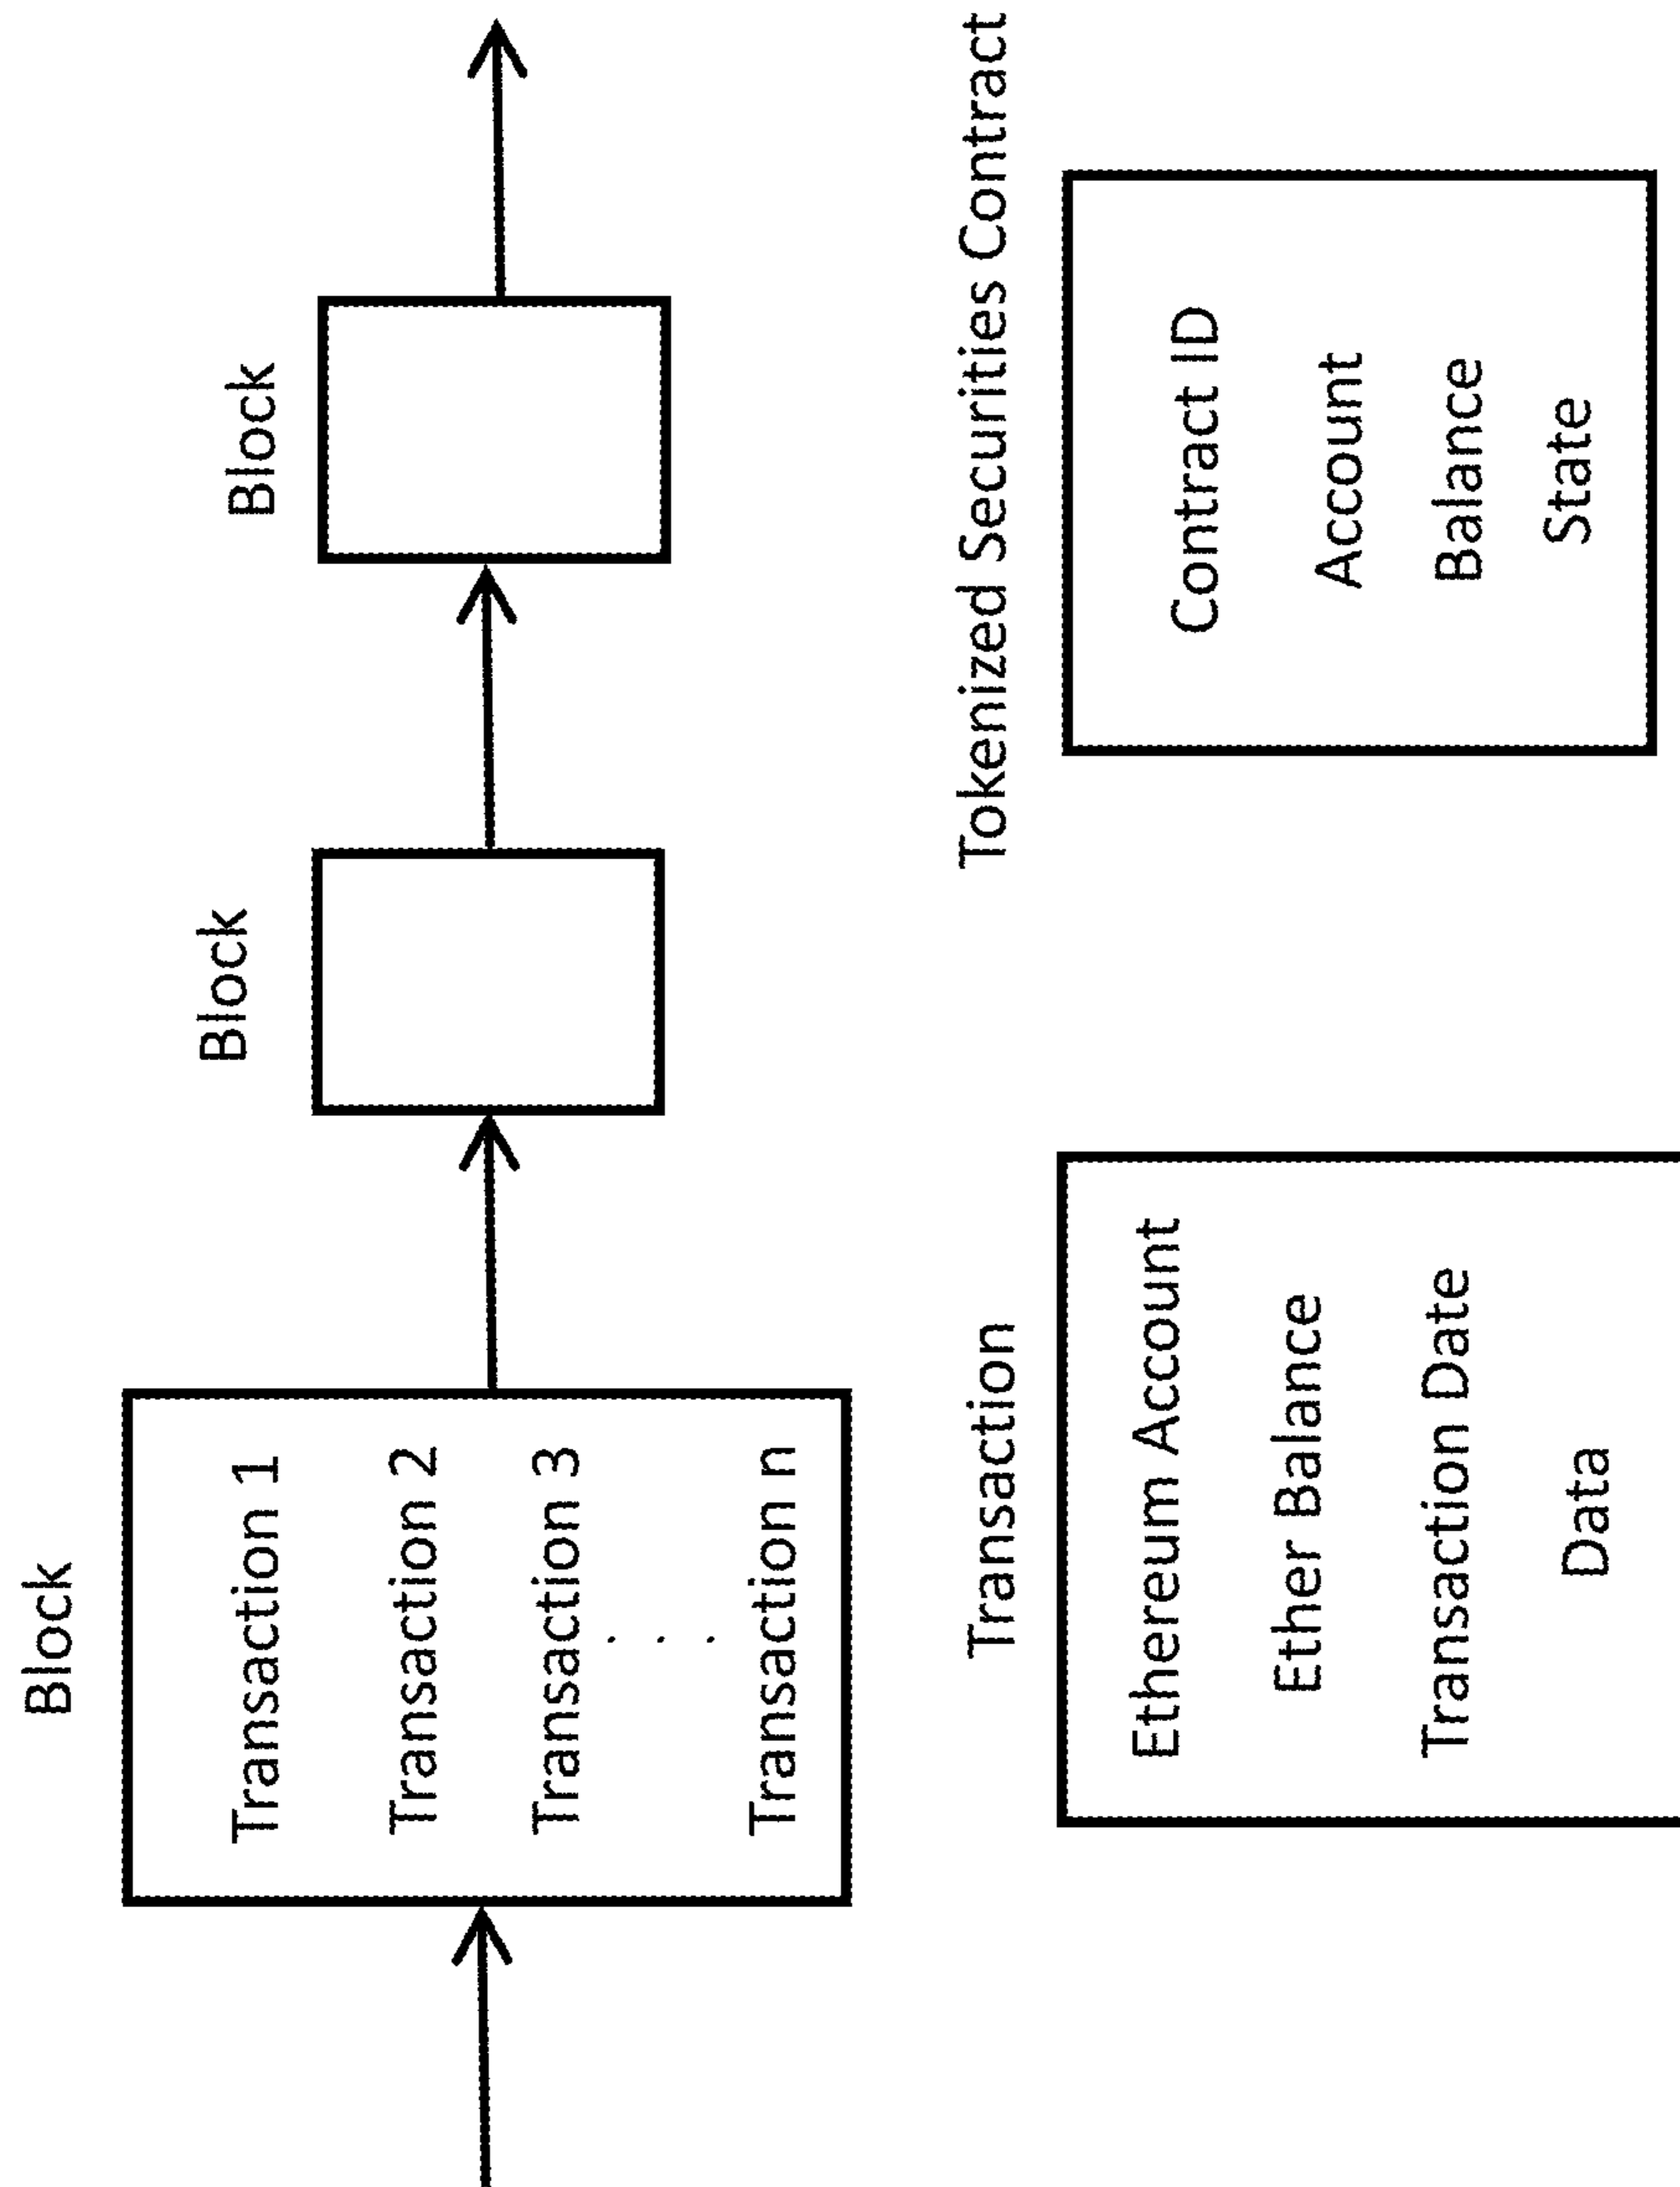 Block
Transaction 1
Transaction 2
Transaction 3
. . .
Transaction n
Block
Block
Transaction
Ethereum Account
Ether Balance
Transaction Date
Data
Tokenized Securities Contract
Contract ID
Account
Balance
State